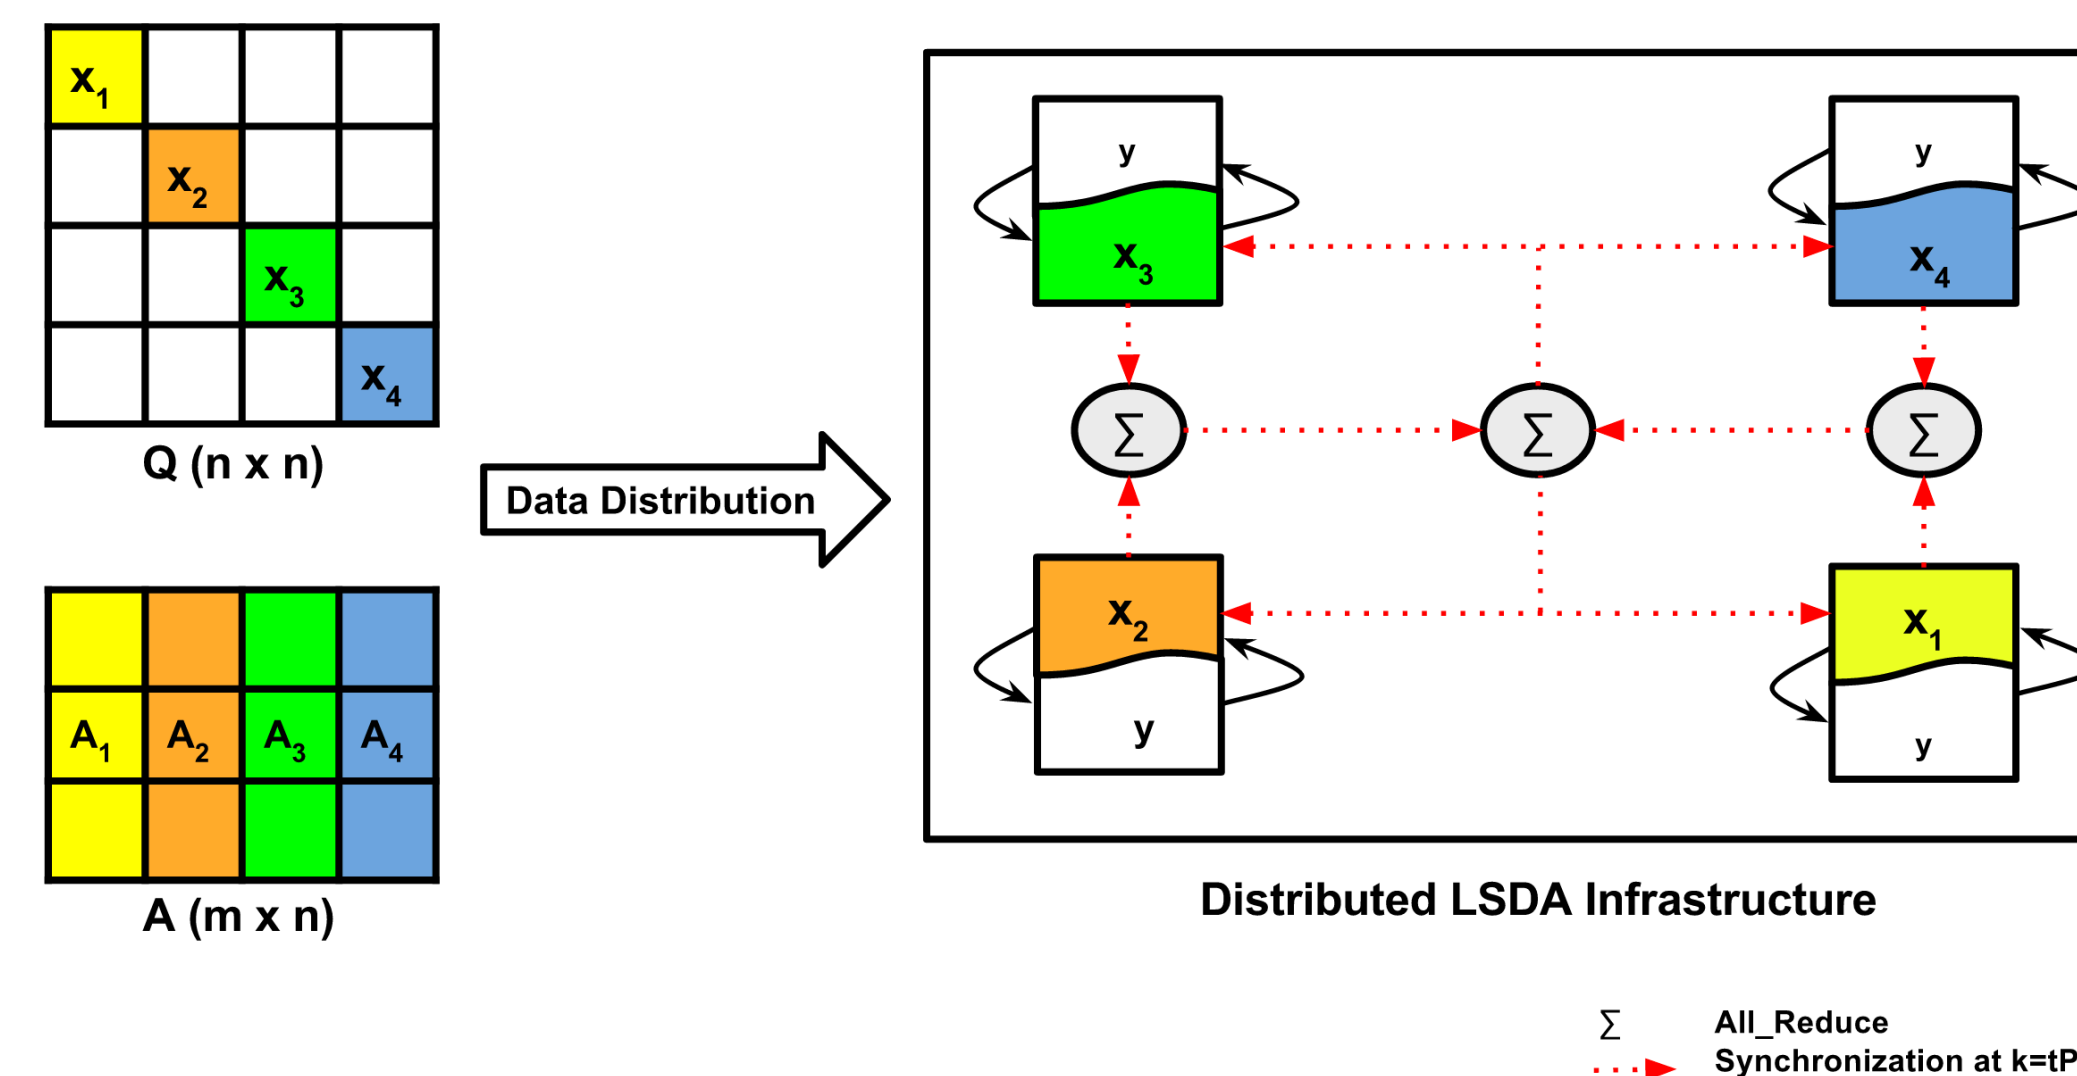 x1
x2
x3
x4
Q (n x n)
A1 A2 A3 A4
A (m x n)
Data Distribution
y
x3
y
x4
Σ Σ Σ
x2
y
x1
y
Distributed LSDA Infrastructure
Σ All_Reduce
Synchronization at k=tP